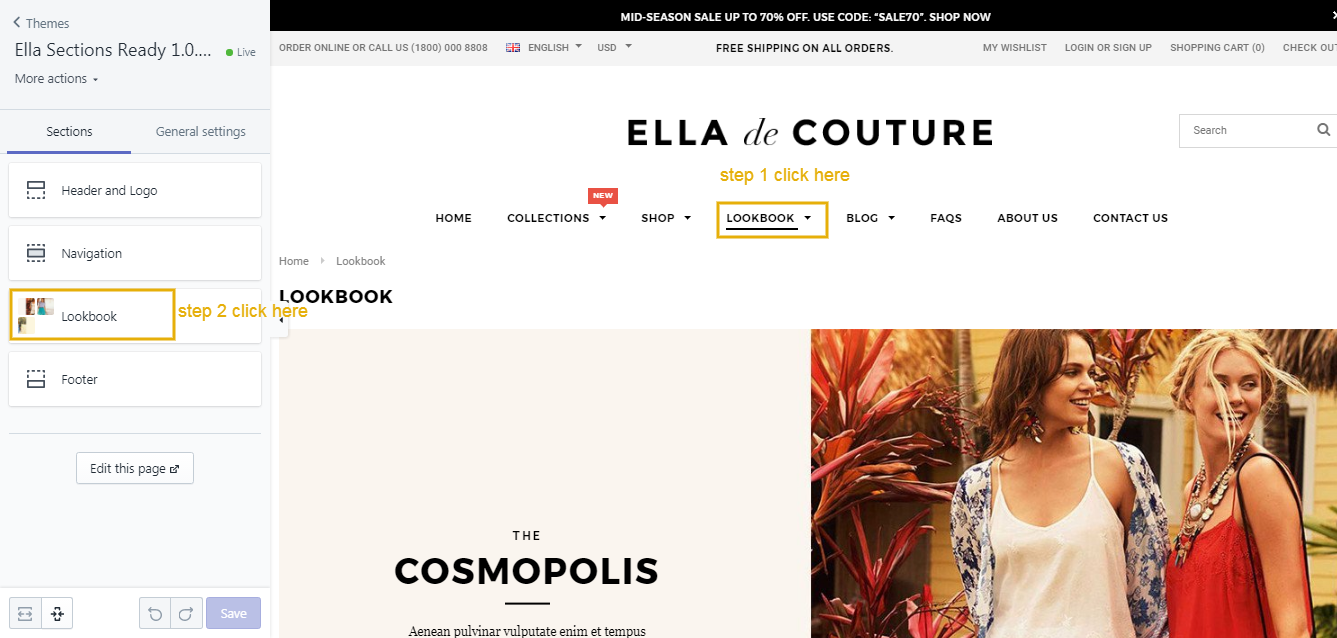 Themes
Ella Sections Ready 1.0....
Live
More actions
Sections
General settings
Header and Logo
Navigation
Lookbook
step 2 click here
Footer
Edit this page
Save
MID-SEASON SALE UP TO 70% OFF. USE CODE: “SALE70”. SHOP NOW
ORDER ONLINE OR CALL US (1800) 000 8808
ENGLISH
USD
FREE SHIPPING ON ALL ORDERS.
MY WISHLIST
LOGIN OR SIGN UP
SHOPPING CART (0)
CHECK OUT
ELLA de COUTURE
Search
step 1 click here
NEW
HOME
COLLECTIONS
SHOP
LOOKBOOK
BLOG
FAQS
ABOUT US
CONTACT US
Home
Lookbook
LOOKBOOK
THE
COSMOPOLIS
Aenean pulvinar vulputate enim et tempus